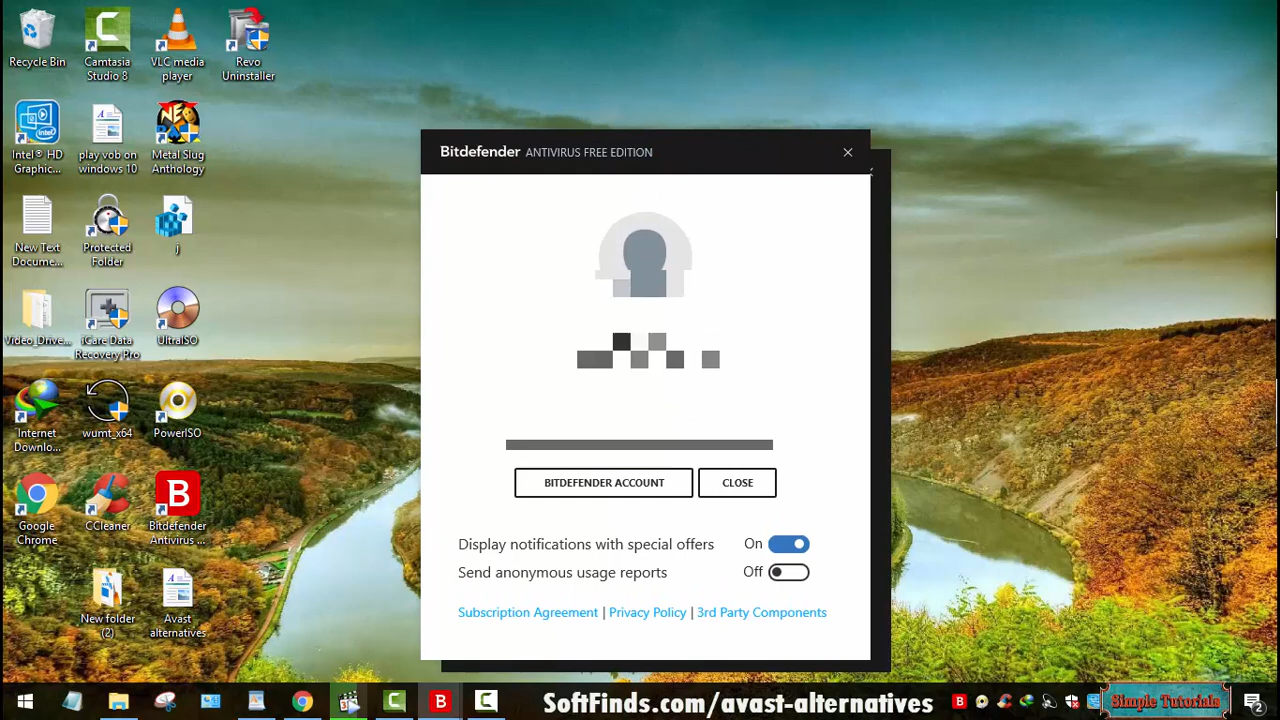 Recycle Bin
Camtasia
Studio 8
VLC media
player
Revo
Uninstaller
Intel® HD
Graphic...
play vob on
windows 10
Metal Slug
Anthology
New Text
Docume...
Protected
Folder
j
Video_Drive...
iCare Data
Recovery Pro
UltraISO
Internet
Downlo...
wumt_x64
PowerISO
Google
Chrome
CCleaner
Bitdefender
Antivirus ...
New folder
(2)
Avast
alternatives
Bitdefender ANTIVIRUS FREE EDITION
BITDEFENDER ACCOUNT
CLOSE
Display notifications with special offers On
Send anonymous usage reports Off
Subscription Agreement | Privacy Policy | 3rd Party Components
SoftFinds.com/avast-alternatives
Simple Tutorials
2